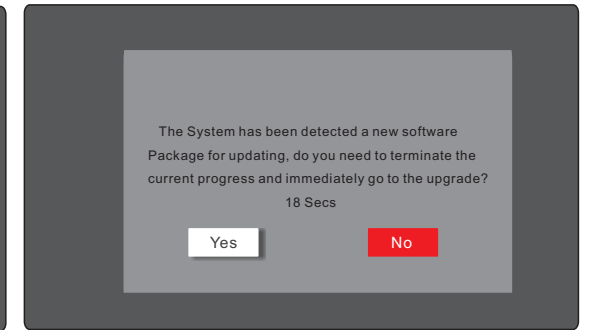 The System has been detected a new software
Package for updating, do you need to terminate the
current progress and immediately go to the upgrade?
18 Secs
Yes No